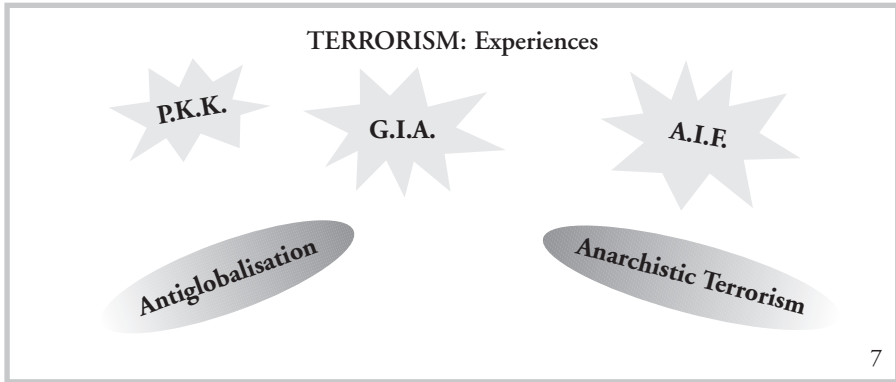 TERRORISM: Experiences
P.K.K.
G.I.A.
A.I.F.
Antiglobalisation
Anarchistic Terrorism
7